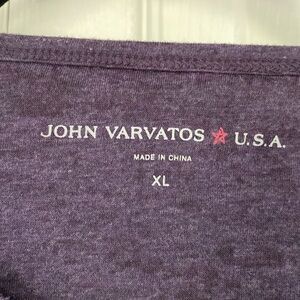 JOHN VARVATOS ★ U.S.A.
MADE IN CHINA
XL